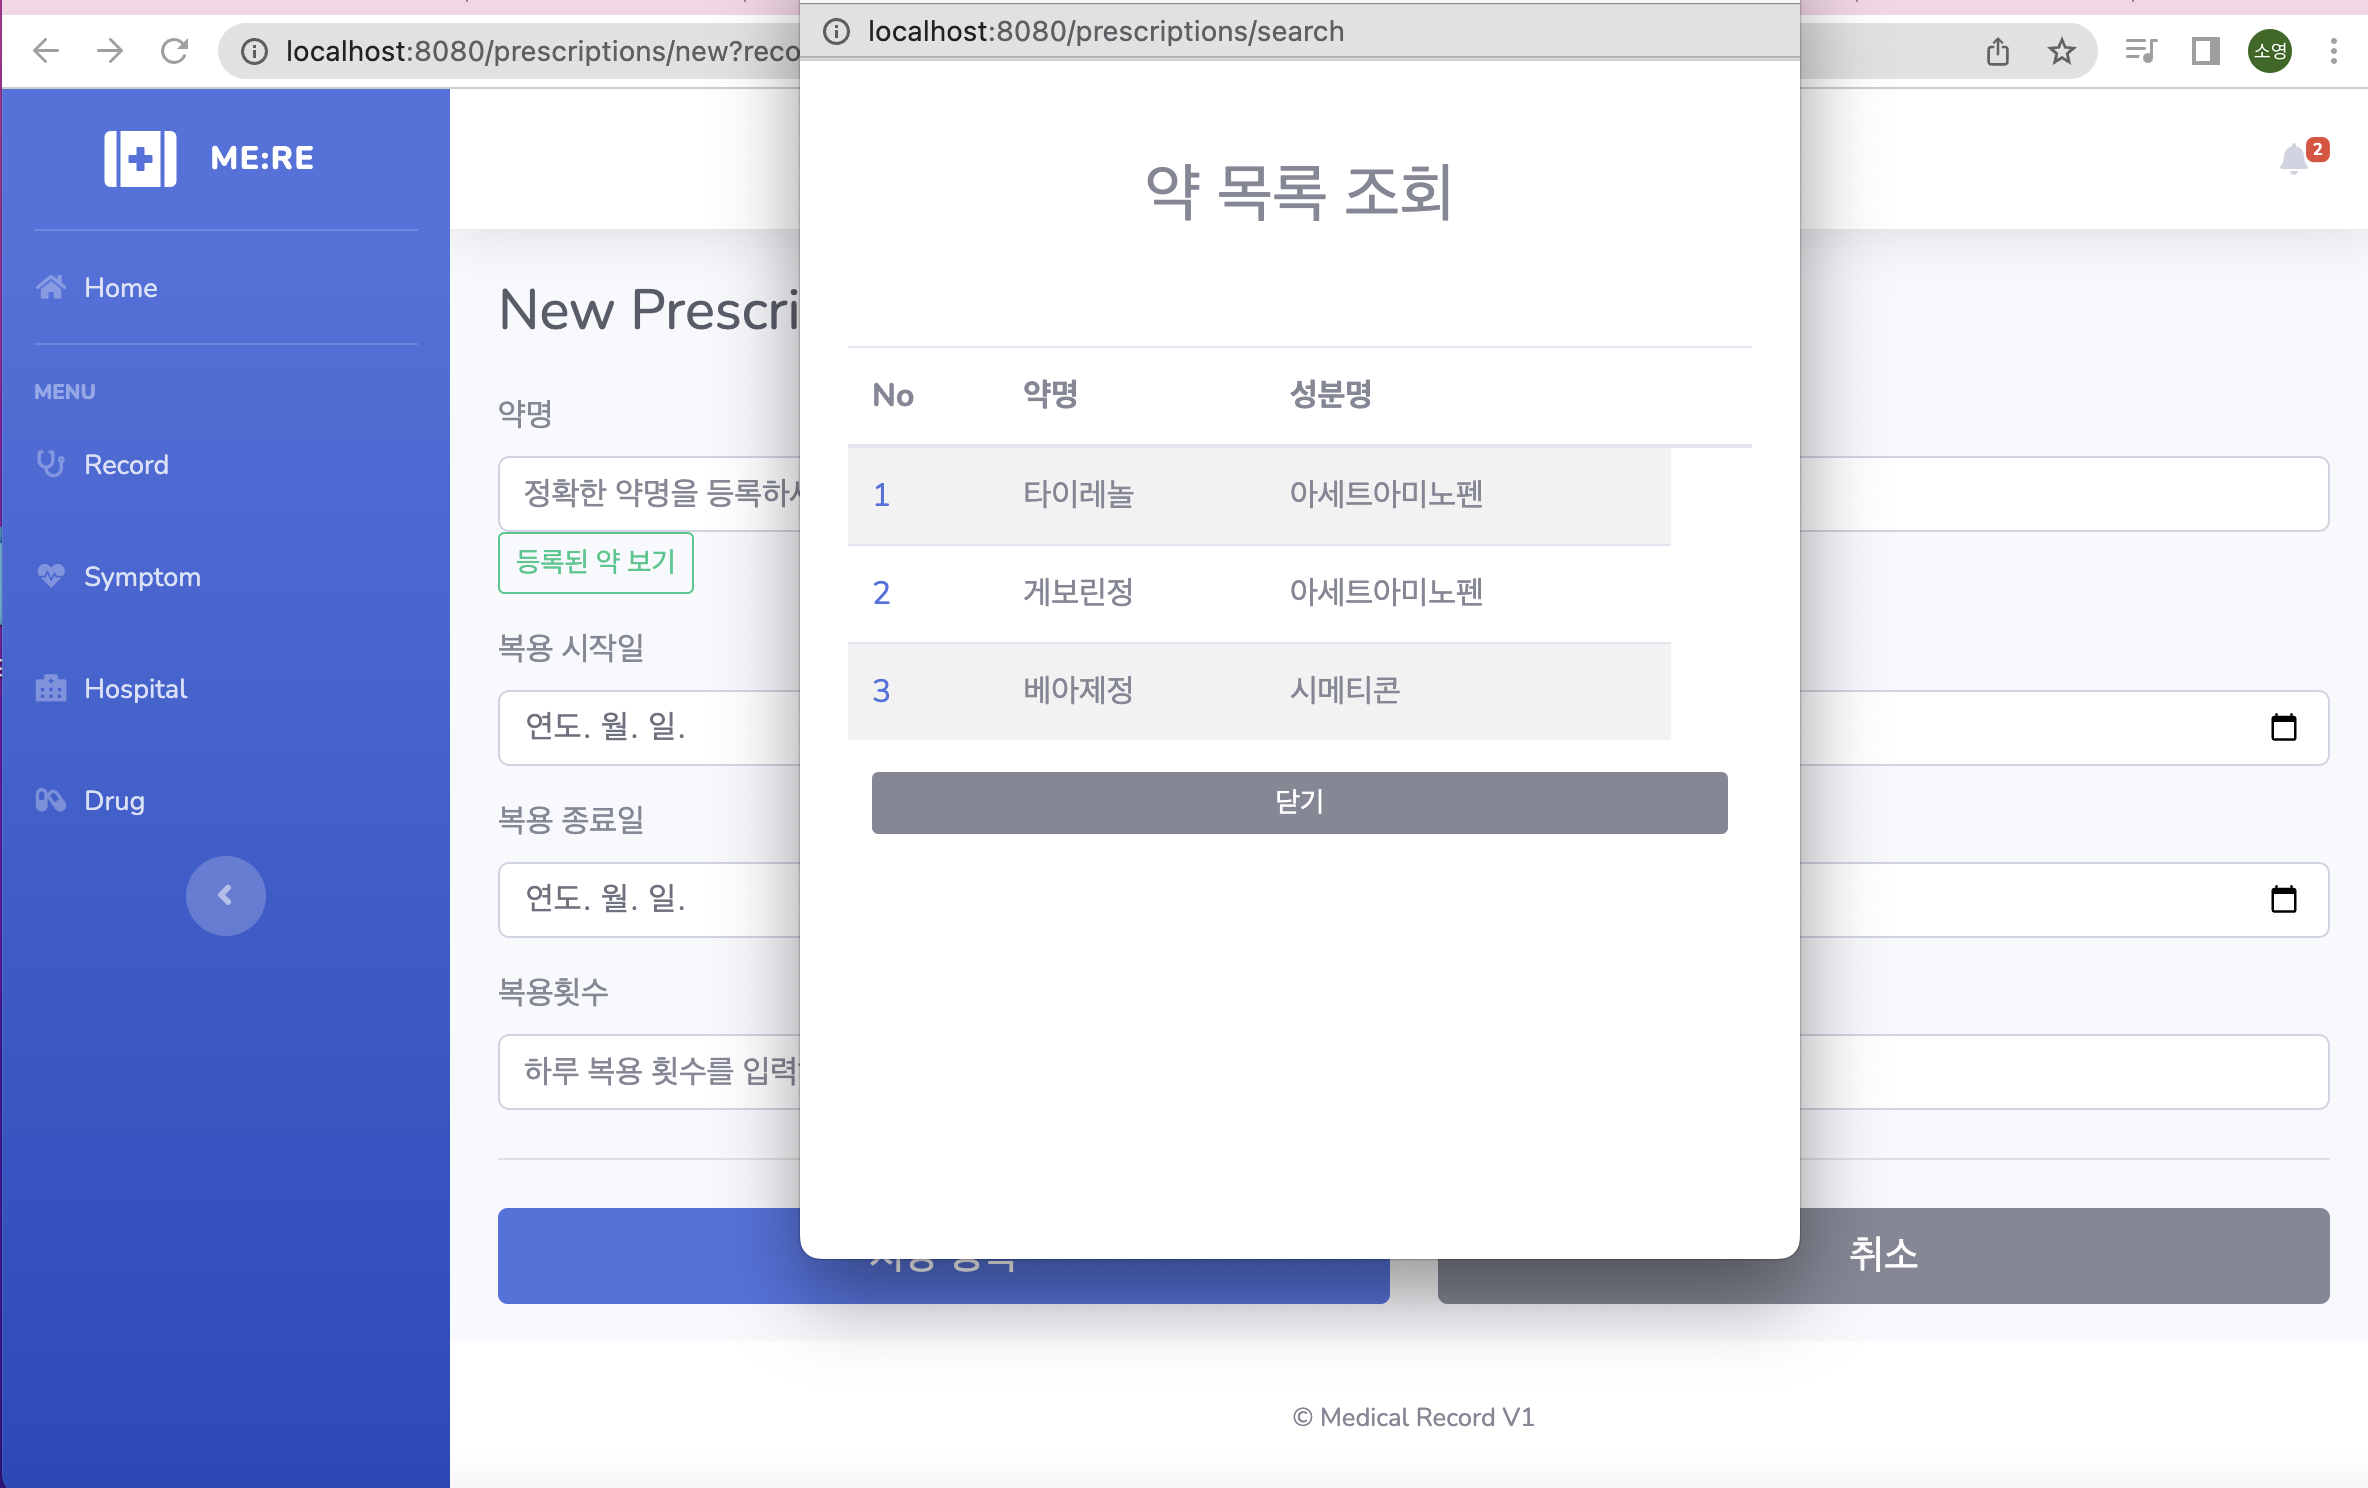 localhost:8080/prescriptions/new?reco
소영
localhost:8080/prescriptions/search
ME:RE
2
Home
MENU
Record
Symptom
Hospital
Drug
New Prescri
약명
정확한 약명을 등록하
등록된 약 보기
복용 시작일
연도. 월. 일.
복용 종료일
연도. 월. 일.
복용횟수
하루 복용 횟수를 입력
취소
© Medical Record V1
약 목록 조회
No 약명 성분명
1 타이레놀 아세트아미노펜
2 게보린정 아세트아미노펜
3 베아제정 시메티콘
닫기